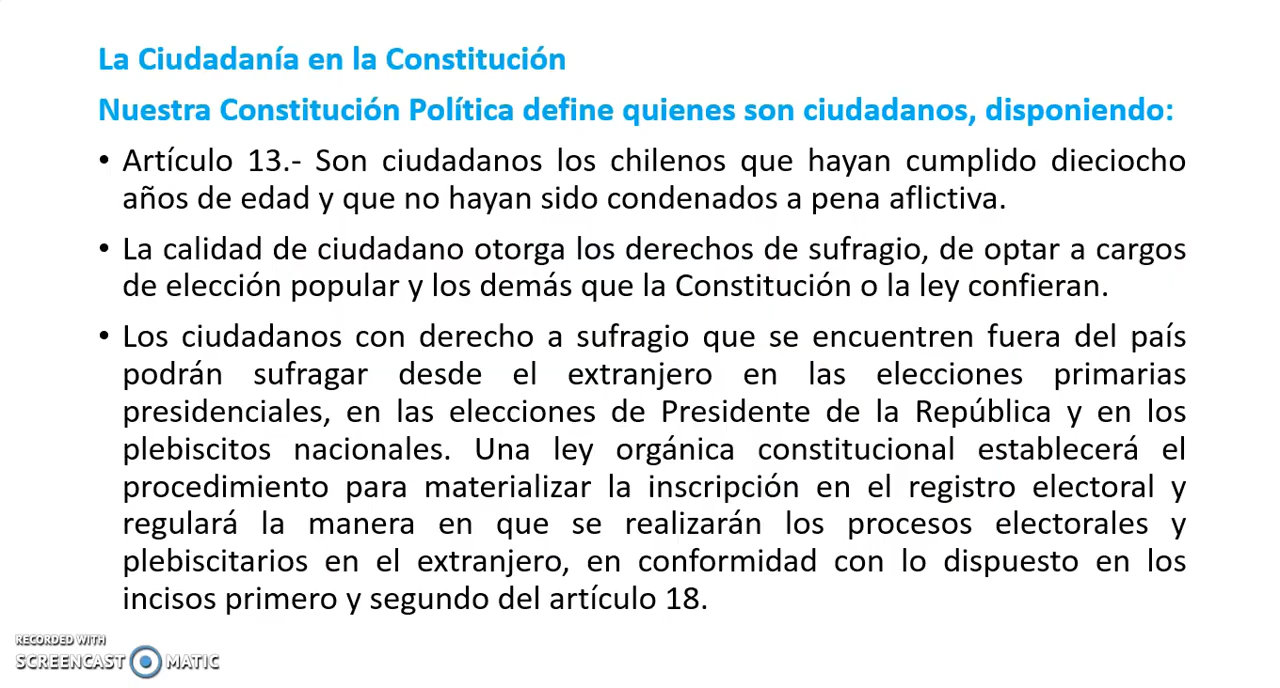 La Ciudadanía en la Constitución
Nuestra Constitución Política define quienes son ciudadanos, disponiendo:
• Artículo 13.- Son ciudadanos los chilenos que hayan cumplido dieciocho
años de edad y que no hayan sido condenados a pena aflictiva.
• La calidad de ciudadano otorga los derechos de sufragio, de optar a cargos
de elección popular y los demás que la Constitución o la ley confieran.
• Los ciudadanos con derecho a sufragio que se encuentren fuera del país
podrán sufragar desde el extranjero en las elecciones primarias
presidenciales, en las elecciones de Presidente de la República y en los
plebiscitos nacionales. Una ley orgánica constitucional establecerá el
procedimiento para materializar la inscripción en el registro electoral y
regulará la manera en que se realizarán los procesos electorales y
plebiscitarios en el extranjero, en conformidad con lo dispuesto en los
incisos primero y segundo del artículo 18.
RECORDED WITH
SCREENCAST MATIC